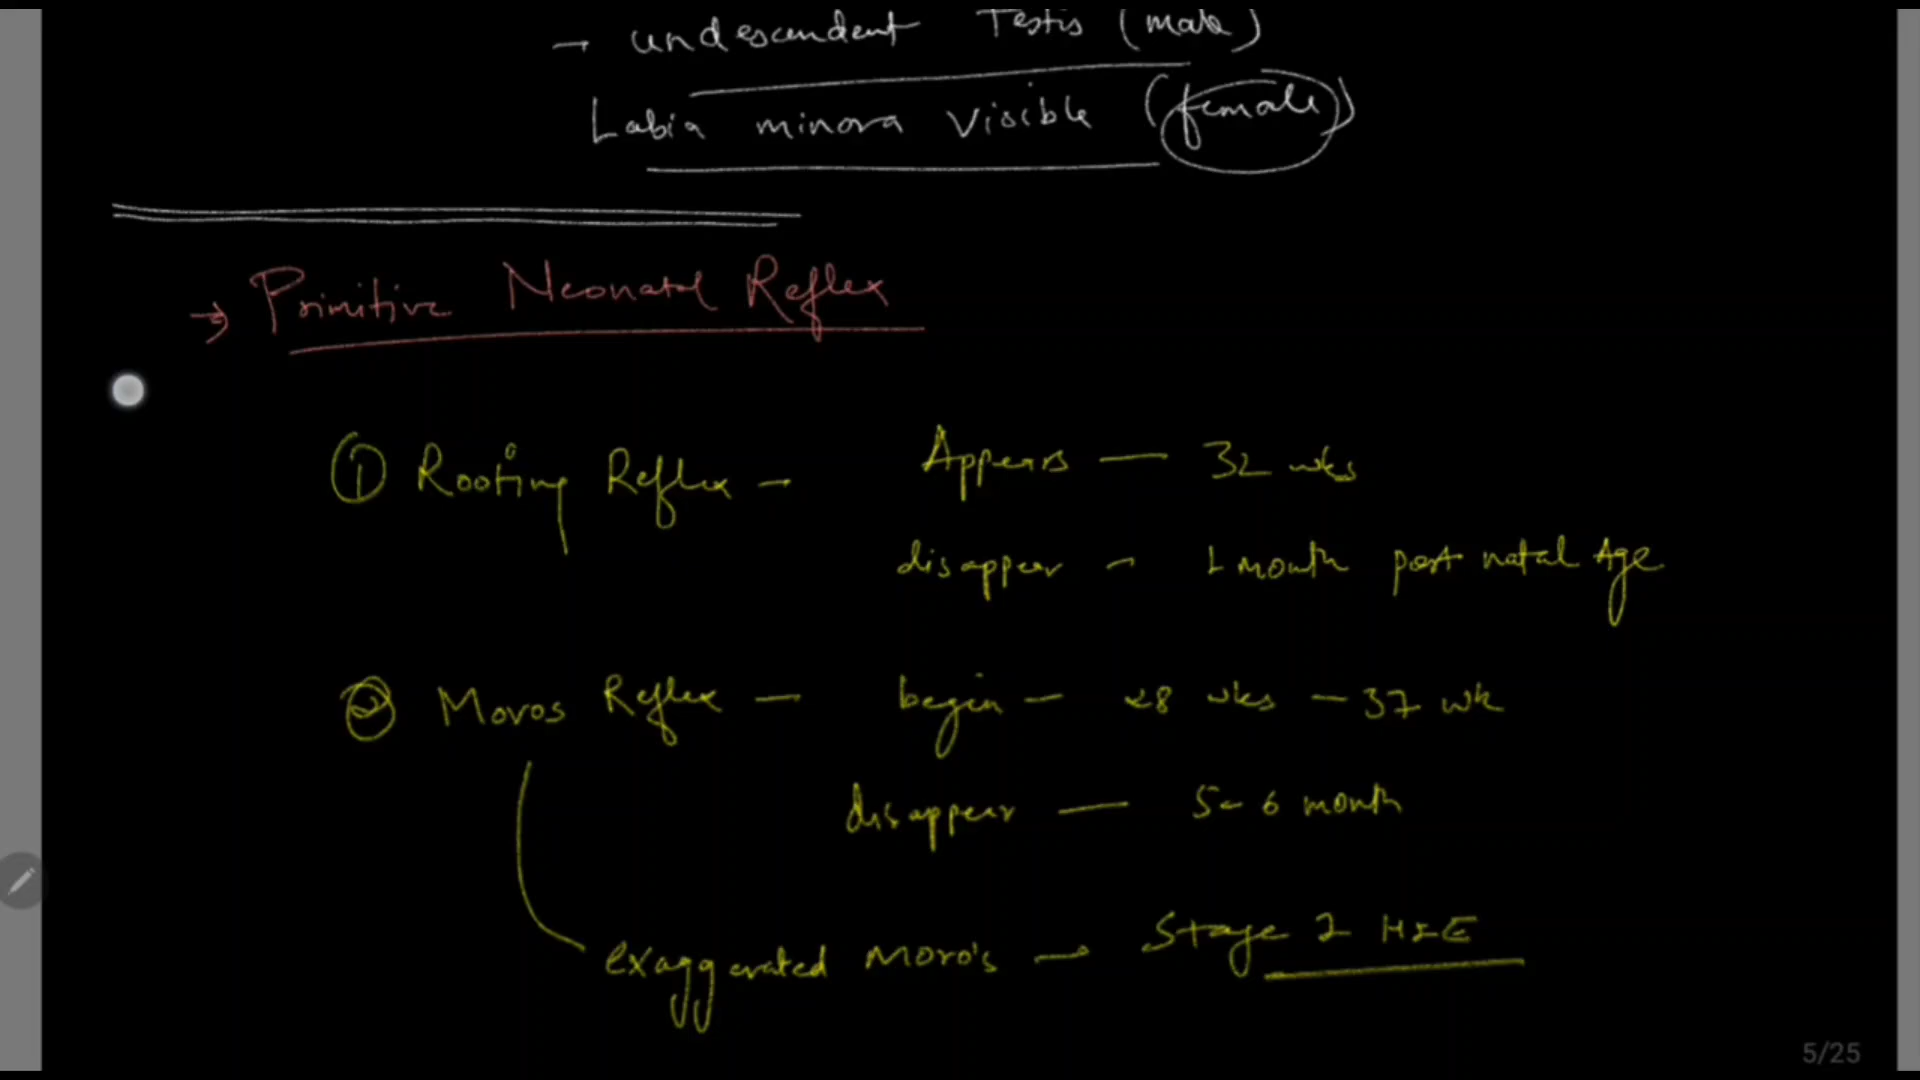 → undescendent Testis (male)
Labia minora visible (female)
→ Primitive Neonatal Reflex
① Rooting Reflex - Appears — 32 wks
disappear - 1 month post natal Age
② Moros Reflex — begin — 28 wks — 37 wk
disappear — 5-6 month
exaggerated Moro's → Stage 2 HIE
5/25